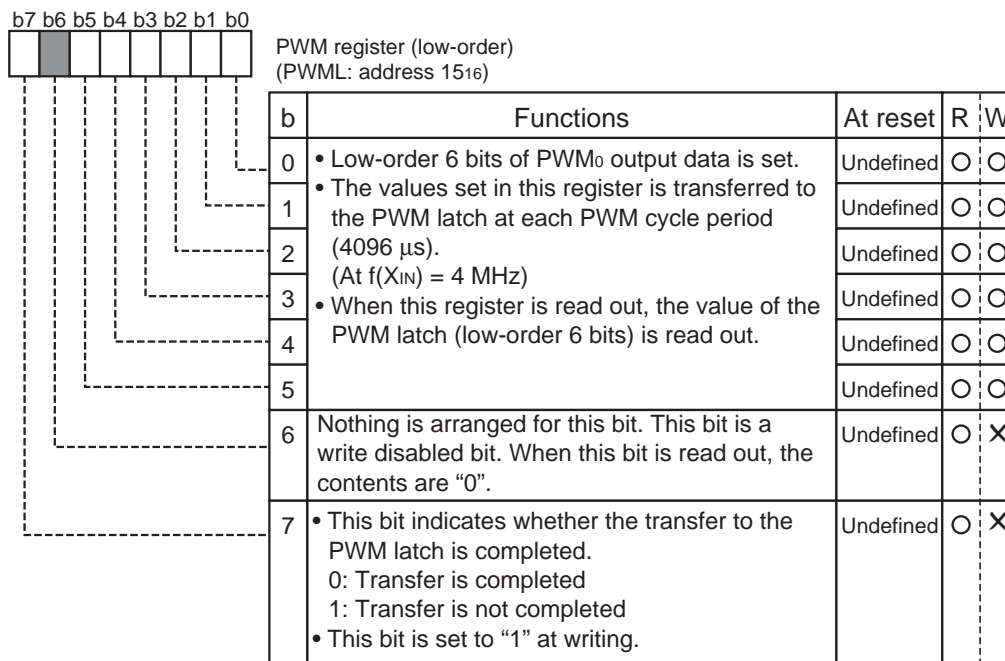 b7 b6 b5 b4 b3 b2 b1 b0
PWM register (low-order)
(PWML: address 1516)
b Functions At reset R W
0 • Low-order 6 bits of PWM0 output data is set. Undefined
• The values set in this register is transferred to
1 the PWM latch at each PWM cycle period Undefined
2 (4096 μs). Undefined
(At f(XIN) = 4 MHz)
3 • When this register is read out, the value of the Undefined
4 PWM latch (low-order 6 bits) is read out. Undefined
5 Undefined
6 Nothing is arranged for this bit. This bit is a Undefined
write disabled bit. When this bit is read out, the
contents are “0”.
7 • This bit indicates whether the transfer to the Undefined
PWM latch is completed.
0: Transfer is completed
1: Transfer is not completed
• This bit is set to “1” at writing.